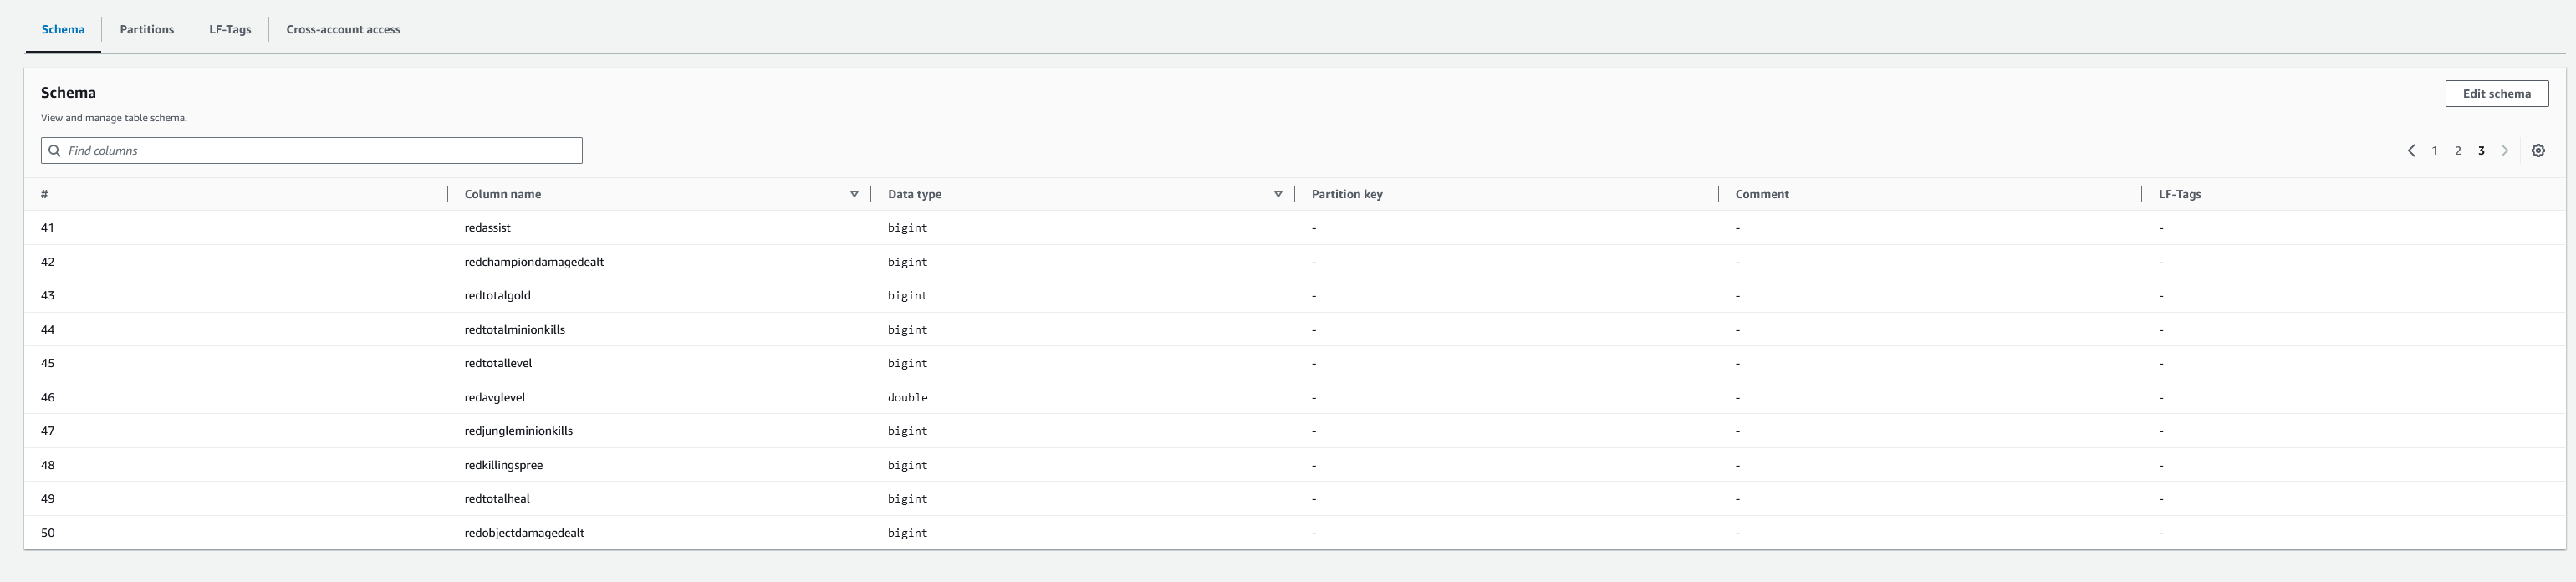 Schema Partitions LF-Tags Cross-account access
Schema
Edit schema
View and manage table schema.
Find columns
1 2 3
# Column name Data type Partition key Comment LF-Tags
41 redassist bigint - - -
42 redchampiondamagedealt bigint - - -
43 redtotalgold bigint - - -
44 redtotalminionkills bigint - - -
45 redtotallevel bigint - - -
46 redavglevel double - - -
47 redjungleminionkills bigint - - -
48 redkillingspree bigint - - -
49 redtotalheal bigint - - -
50 redobjectdamagedealt bigint - - -